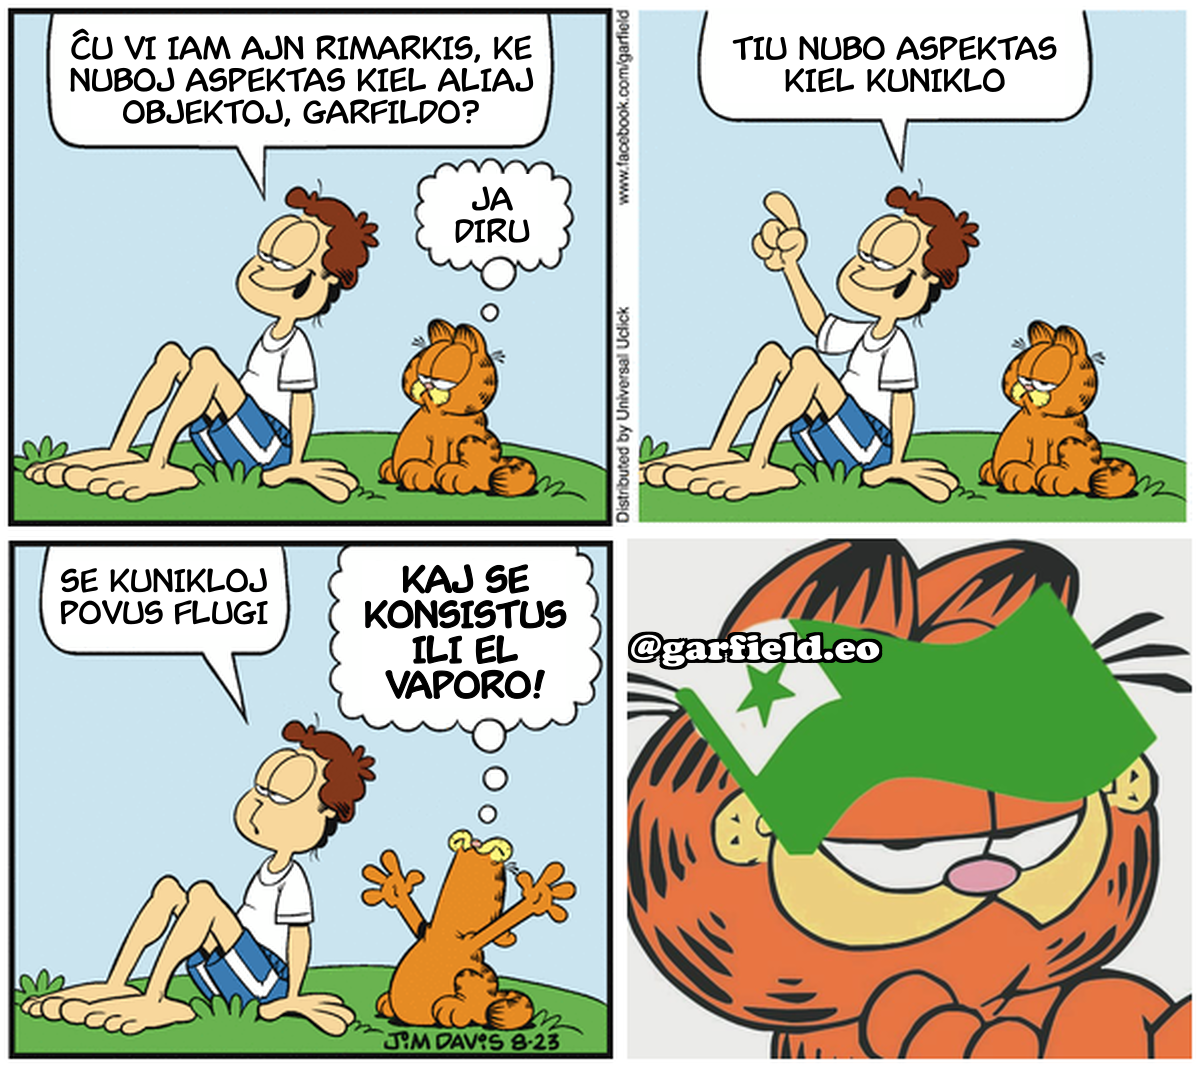 ĈU VI IAM AJN RIMARKIS, KE
NUBOJ ASPEKTAS KIEL ALIAJ
OBJEKTOJ, GARFILDO?
JA
DIRU
www.facebook.com/garfield
Distributed by Universal Uclick
TIU NUBO ASPEKTAS
KIEL KUNIKLO
SE KUNIKLOJ
POVUS FLUGI
KAJ SE
KONSISTUS
ILI EL
VAPORO!
JiM DAViS 8-23
@garfield.eo